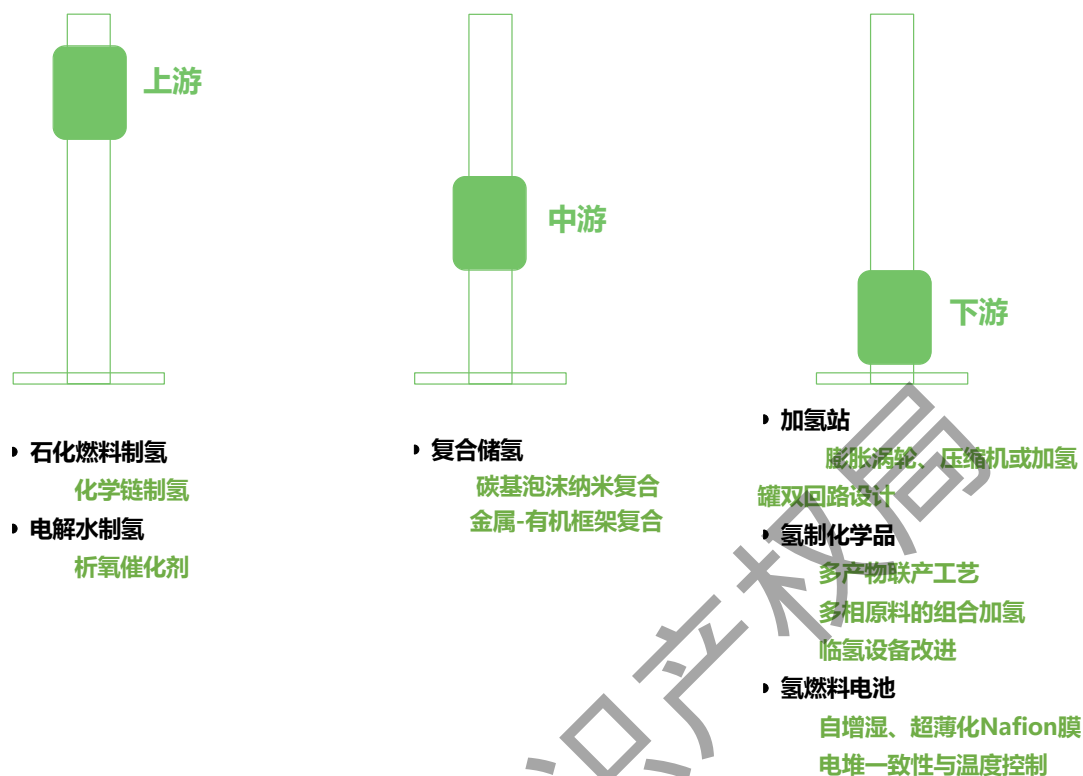 上游
石化燃料制氢
化学链制氢
电解水制氢
析氧催化剂
中游
复合储氢
碳基泡沫纳米复合
金属-有机框架复合
下游
加氢站
膨胀涡轮、压缩机或加氢
罐双回路设计
氢制化学品
多产物联产工艺
多相原料的组合加氢
临氢设备改进
氢燃料电池
自增湿、超薄化Nafion膜
电堆一致性与温度控制
识产权局